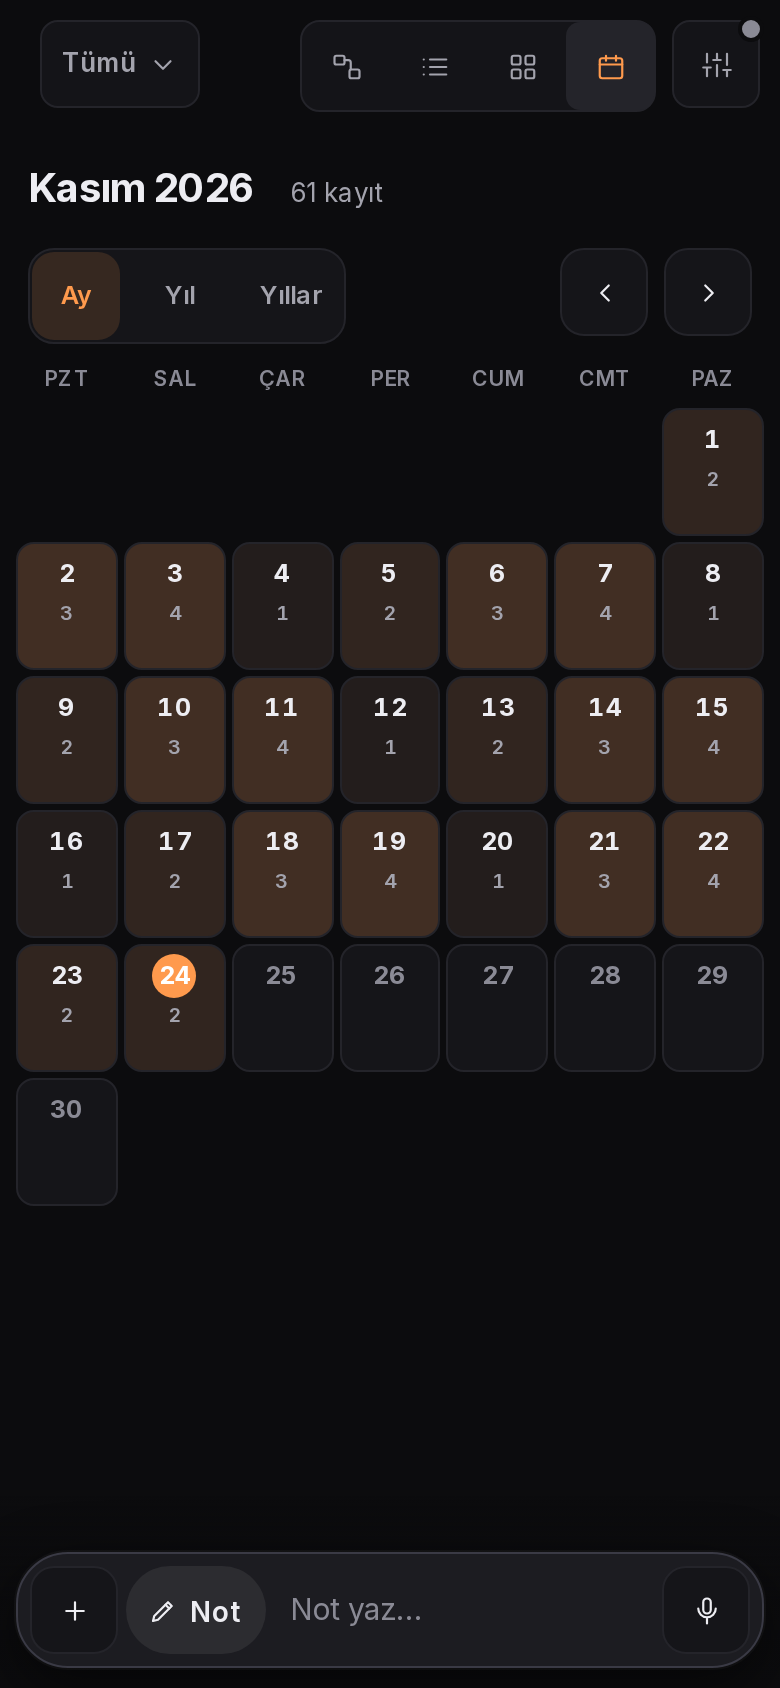 Tümü
Kasım 2026 61 kayıt
Ay Yıl Yıllar
PZT SAL ÇAR PER CUM CMT PAZ
1
2
2 3 4 5 6 7 8
3 4 1 2 3 4 1
9 10 11 12 13 14 15
2 3 4 1 2 3 4
16 17 18 19 20 21 22
1 2 3 4 1 3 4
23 24 25 26 27 28 29
2 2
30
Not Not yaz...